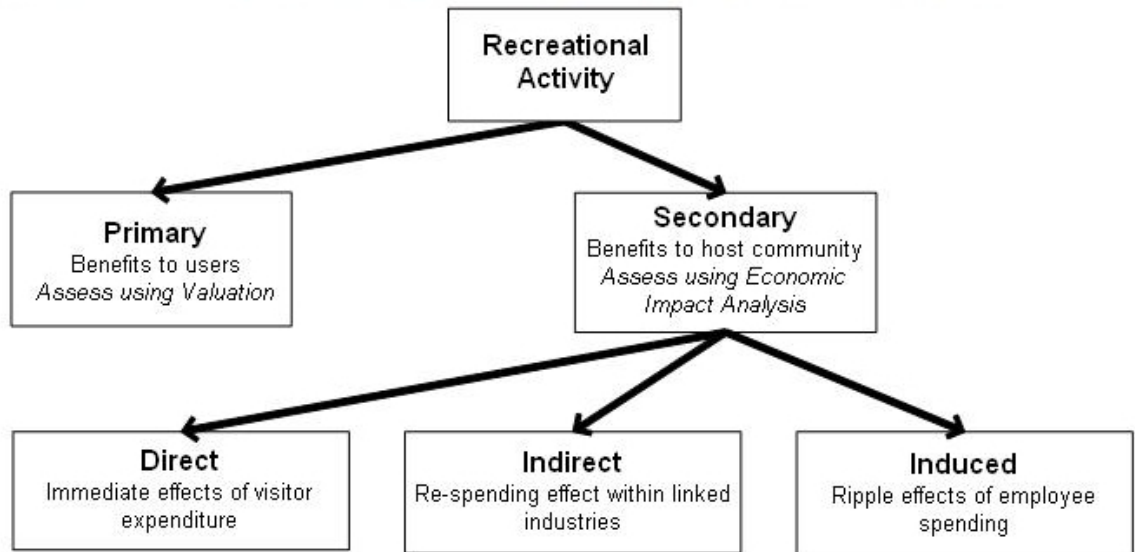 Recreational
Activity
Primary
Benefits to users
Assess using Valuation
Secondary
Benefits to host community
Assess using Economic
Impact Analysis
Direct
Immediate effects of visitor
expenditure
Indirect
Re-spending effect within linked
industries
Induced
Ripple effects of employee
spending